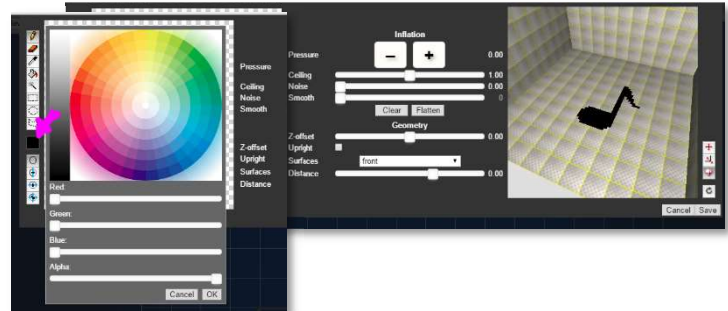 Red:
Green:
Blue:
Alpha:
Cancel OK
Pressure
Ceiling
Noise
Smooth
Z-offset
Upright
Surfaces
Distance
Inflation
Pressure − + 0.00
Ceiling 1.00
Noise 0.00
Smooth 0
Clear Flatten
Geometry
Z-offset 0.00
Upright
Surfaces front
Distance 0.00
Cancel Save